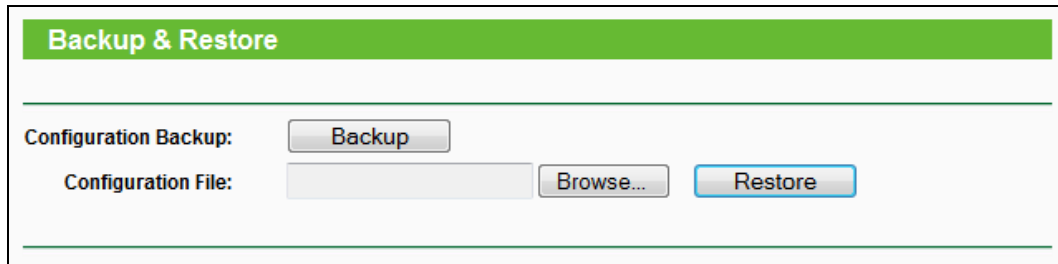 Backup & Restore
Configuration Backup: Backup
Configuration File: Browse... Restore